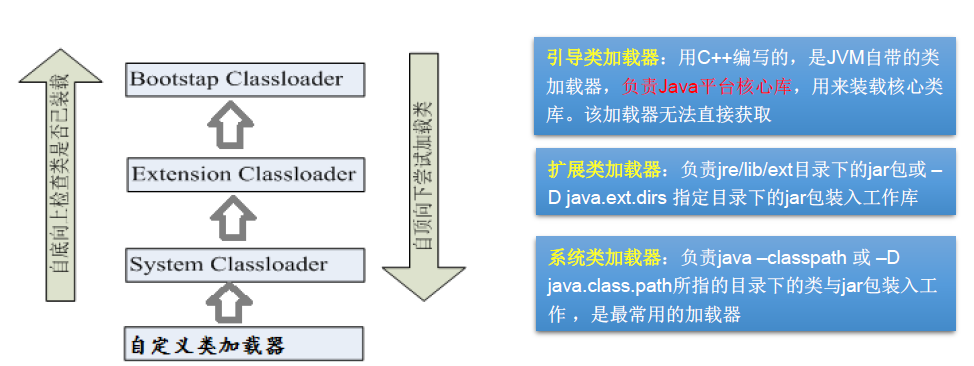 自底向上检查类是否已装载
Bootstap Classloader
Extension Classloader
System Classloader
自定义类加载器
自顶向下尝试加载类
引导类加载器：用C++编写的，是JVM自带的类
加载器，负责Java平台核心库，用来装载核心类
库。该加载器无法直接获取
扩展类加载器：负责jre/lib/ext目录下的jar包或 –
D java.ext.dirs 指定目录下的jar包装入工作库
系统类加载器：负责java –classpath 或 –D
java.class.path所指的目录下的类与jar包装入工
作 ，是最常用的加载器